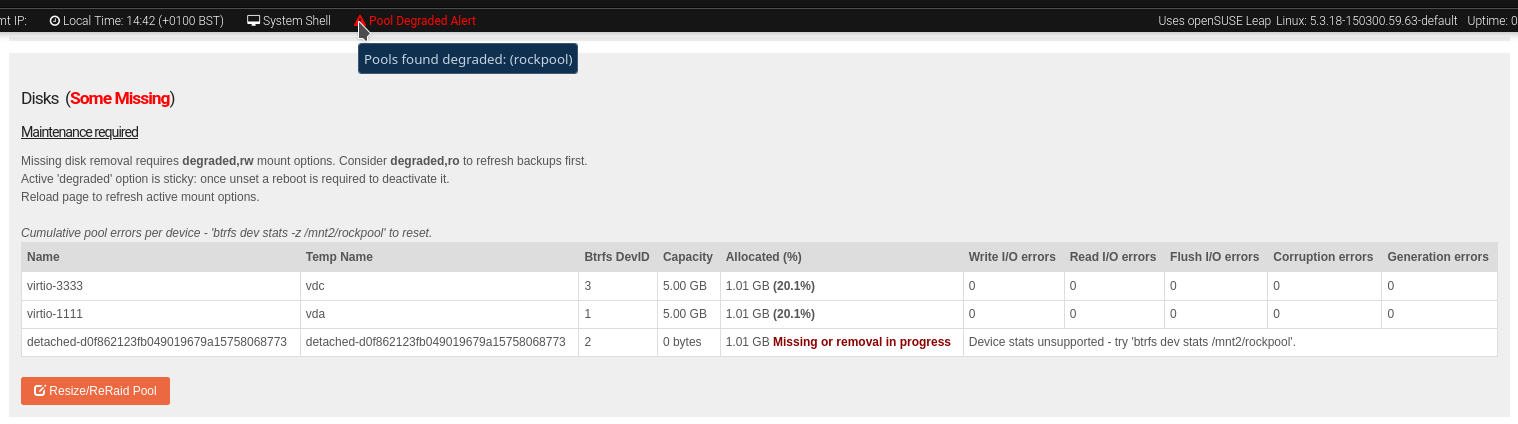 mt IP: Local Time: 14:42 (+0100 BST) System Shell Pool Degraded Alert Uses openSUSE Leap Linux: 5.3.18-150300.59.63-default Uptime: 0
Pools found degraded: (rockpool)
Disks (Some Missing)
Maintenance required
Missing disk removal requires degraded,rw mount options. Consider degraded,ro to refresh backups first.
Active 'degraded' option is sticky: once unset a reboot is required to deactivate it.
Reload page to refresh active mount options.
Cumulative pool errors per device - 'btrfs dev stats -z /mnt2/rockpool' to reset.
Name Temp Name Btrfs DevID Capacity Allocated (%) Write I/O errors Read I/O errors Flush I/O errors Corruption errors Generation errors
virtio-3333 vdc 3 5.00 GB 1.01 GB (20.1%) 0 0 0 0 0
virtio-1111 vda 1 5.00 GB 1.01 GB (20.1%) 0 0 0 0 0
detached-d0f862123fb049019679a15758068773 detached-d0f862123fb049019679a15758068773 2 0 bytes 1.01 GB Missing or removal in progress Device stats unsupported - try 'btrfs dev stats /mnt2/rockpool'.
Resize/ReRaid Pool